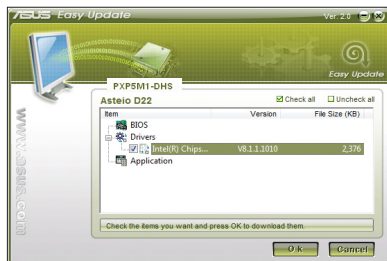 ASUS Easy Update
Ver. 2.0
Easy Update
PXP5M1-DHS
Asteio D22
Check all
Uncheck all
Item Version File Size (KB)
BIOS
Drivers
Intel(R) Chips... V8.1.1.1010 2,376
Application
Check the items you want and press OK to download them.
Ok Cancel
www.asus.com